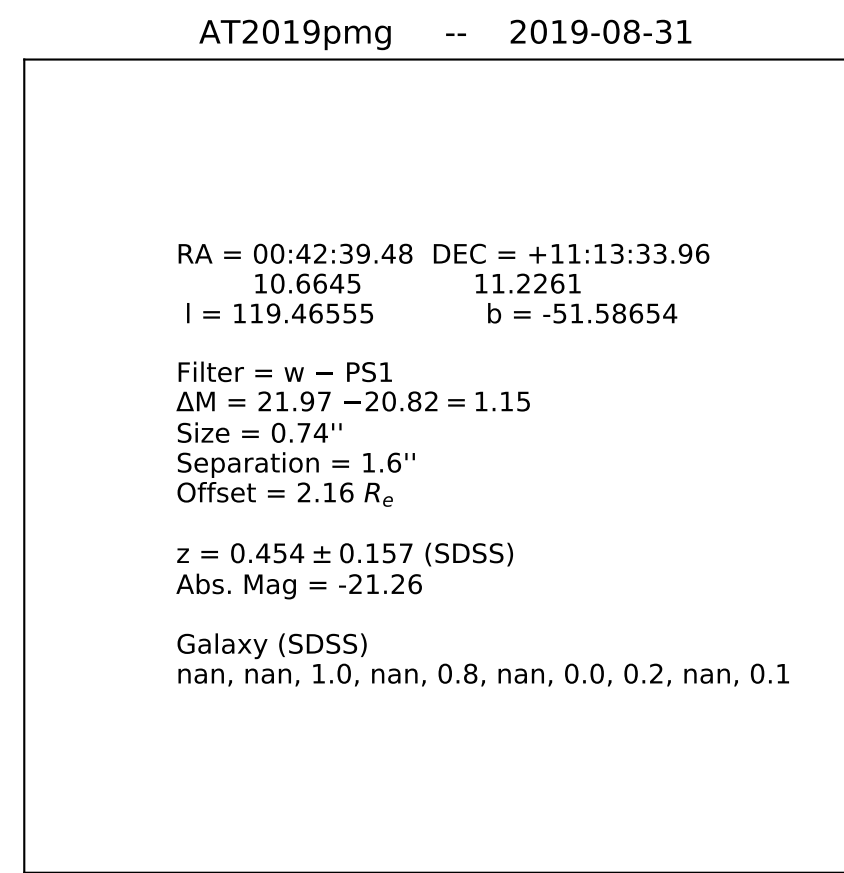 AT2019pmg -- 2019-08-31
RA = 00:42:39.48 DEC = +11:13:33.96
10.6645 11.2261
l = 119.46555 b = -51.58654
Filter = w − PS1
ΔM = 21.97 −20.82 = 1.15
Size = 0.74''
Separation = 1.6''
Offset = 2.16 Rₑ
z = 0.454 ± 0.157 (SDSS)
Abs. Mag = -21.26
Galaxy (SDSS)
nan, nan, 1.0, nan, 0.8, nan, 0.0, 0.2, nan, 0.1